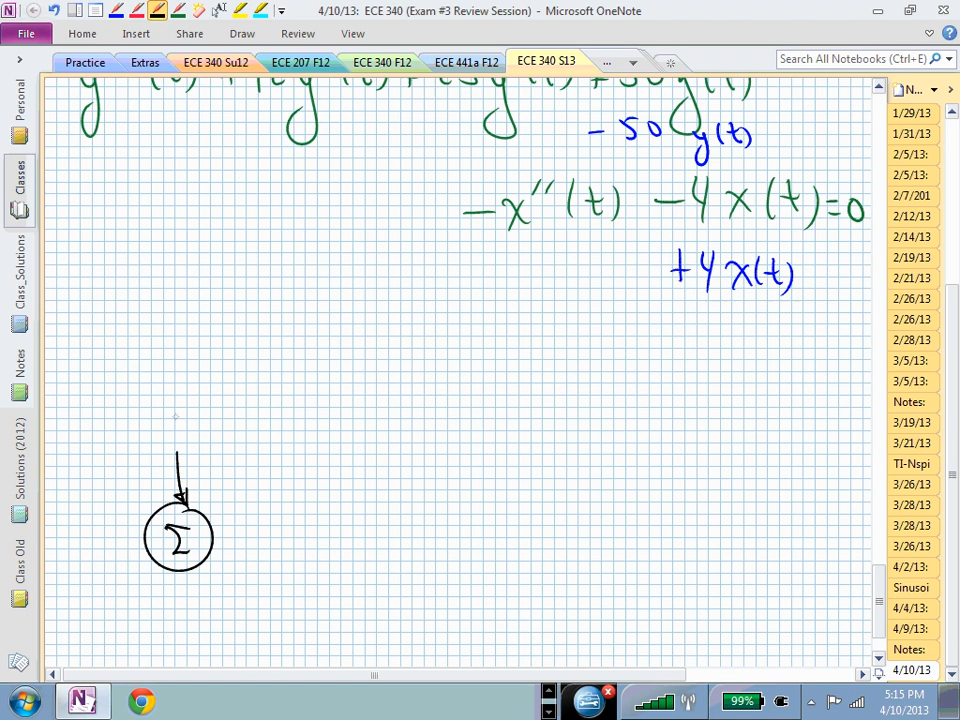 4/10/13: ECE 340 (Exam #3 Review Session) - Microsoft OneNote
File Home Insert Share Draw Review View
Practice Extras ECE 340 Su12 ECE 207 F12 ECE 340 F12 ECE 441a F12 ECE 340 S13 ... Search All Notebooks (Ctrl+E)
Personal
Classes
Class_Solutions
Notes
Solutions (2012)
Class Old
- 50 y(t)
- x''(t) - 4x(t) = 0
+ 4x(t)
Σ
N...
1/29/13
1/31/13
2/5/13:
2/5/13:
2/7/201
2/12/13
2/14/13
2/19/13
2/21/13
2/26/13
2/26/13
2/28/13
3/5/13:
3/5/13:
Notes:
3/19/13
3/21/13
TI-Nspi
3/26/13
3/28/13
3/28/13
3/26/13
4/2/13:
Sinusoi
4/4/13:
4/9/13:
Notes:
4/10/13
99%
5:15 PM
4/10/2013